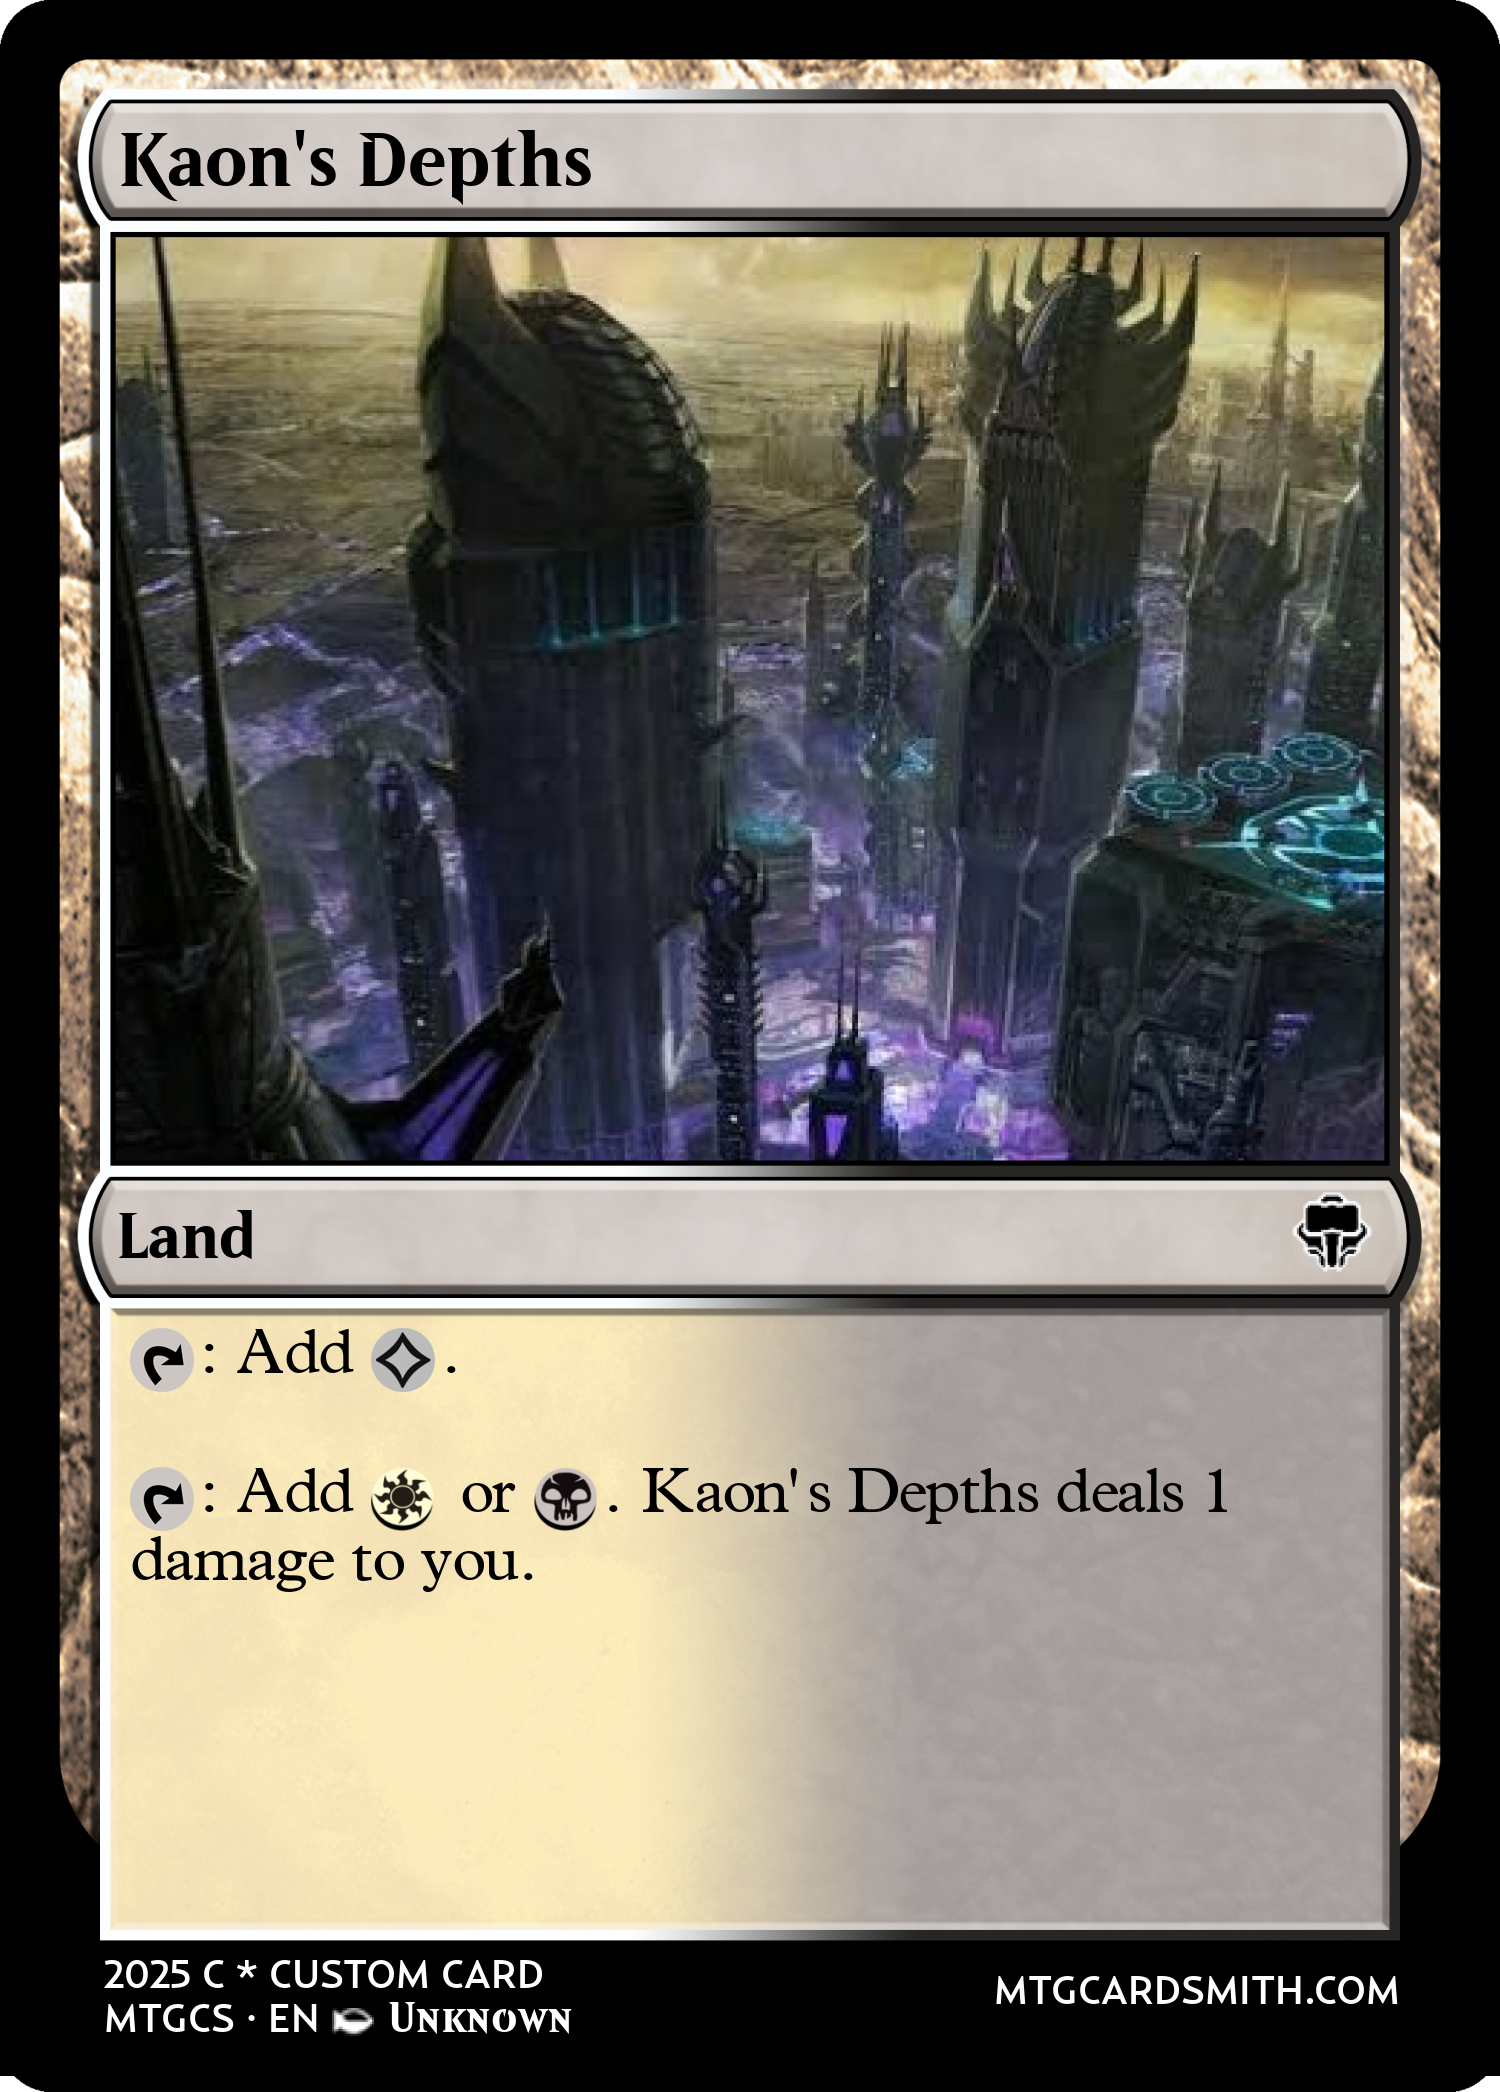 Kaon's Depths
Land
: Add .
: Add or . Kaon's Depths deals 1
damage to you.
2025 C * CUSTOM CARD
MTGCS · EN UNKNOWN
MTGCARDSMITH.COM